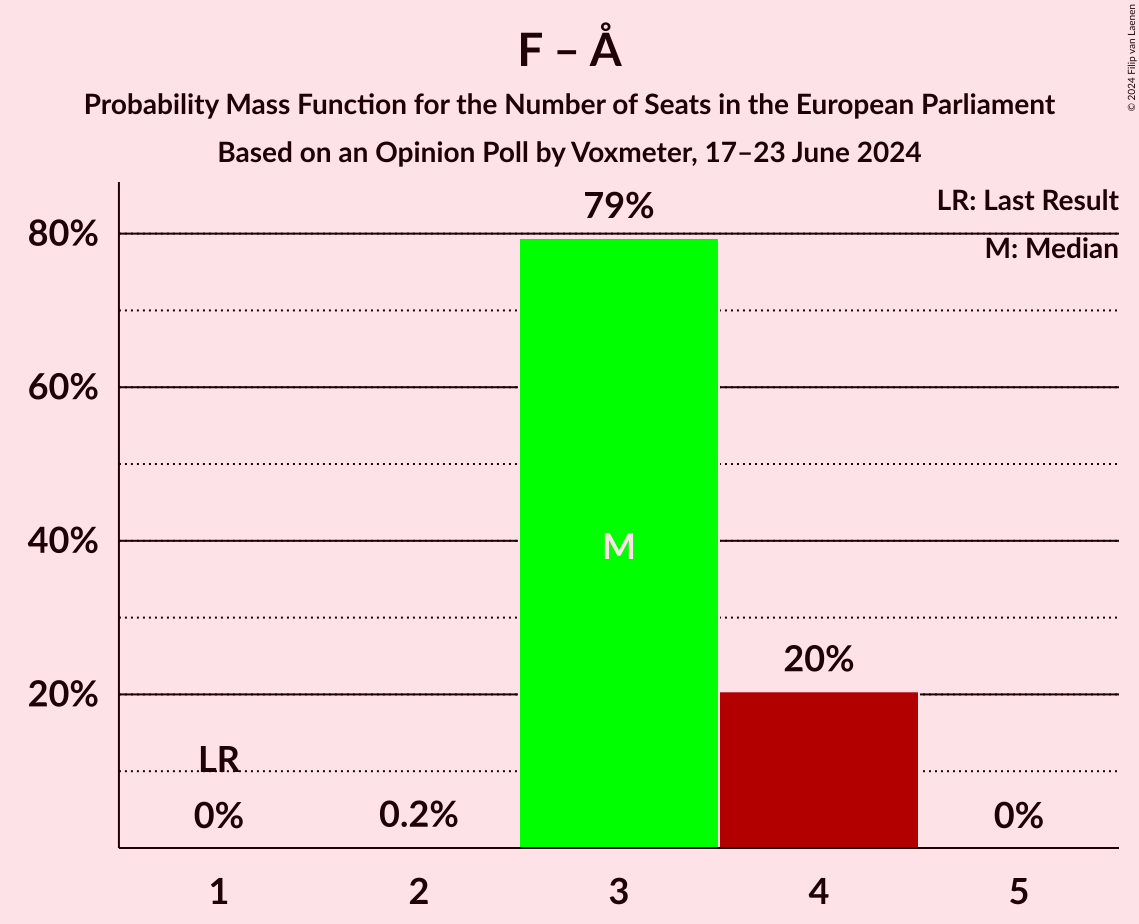 F – Å
Probability Mass Function for the Number of Seats in the European Parliament
Based on an Opinion Poll by Voxmeter, 17–23 June 2024
© 2024 Filip van Laenen
LR: Last Result
M: Median
79%
80%
60%
40%
M
20%
20%
LR
0%
0.2%
0%
1
2
3
4
5